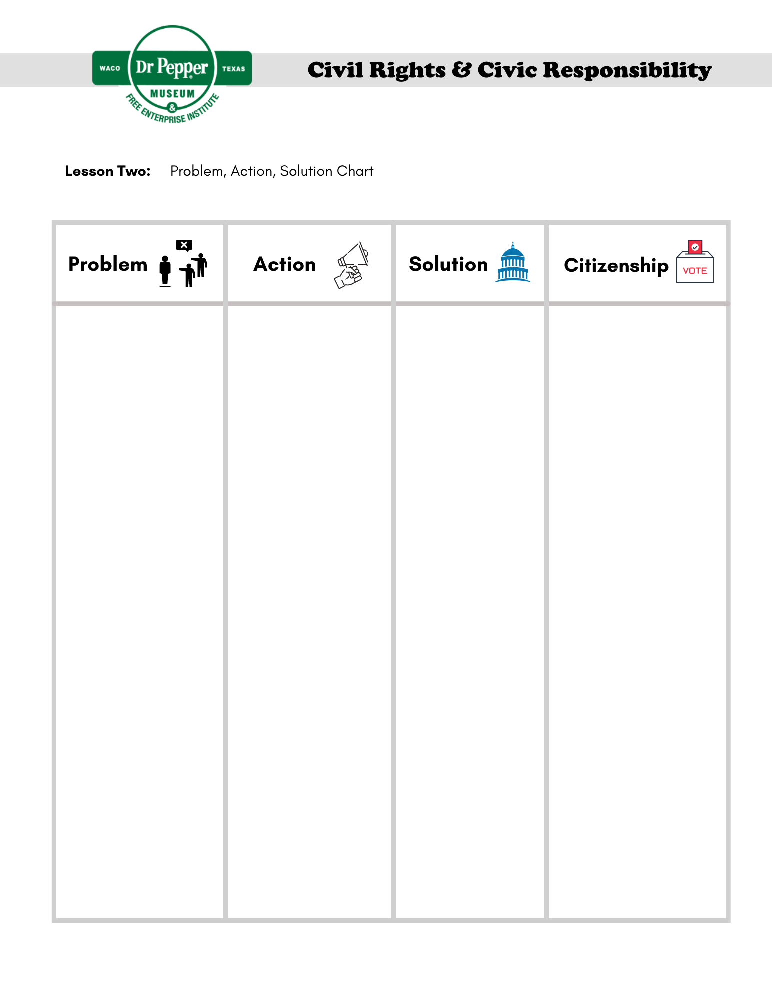 WACO
Dr Pepper
TEXAS
MUSEUM
&
FREE ENTERPRISE INSTITUTE
Civil Rights & Civic Responsibility
Lesson Two: Problem, Action, Solution Chart
Problem
Action
Solution
Citizenship
VOTE